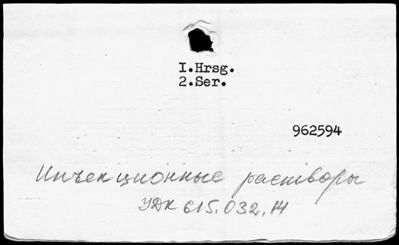 I.Hrsg.
2.Ser.
962594
Инъекционные растворы
УДК 615.032.14